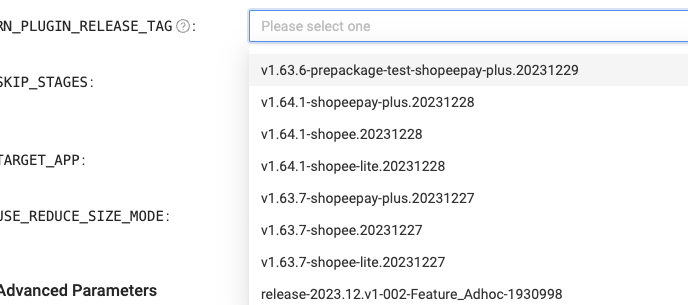 RN_PLUGIN_RELEASE_TAG ? :
Please select one
v1.63.6-prepackage-test-shopeepay-plus.20231229
SKIP_STAGES:
v1.64.1-shopeepay-plus.20231228
v1.64.1-shopee.20231228
TARGET_APP:
v1.64.1-shopee-lite.20231228
v1.63.7-shopeepay-plus.20231227
USE_REDUCE_SIZE_MODE:
v1.63.7-shopee.20231227
v1.63.7-shopee-lite.20231227
Advanced Parameters
release-2023.12.v1-002-Feature_Adhoc-1930998